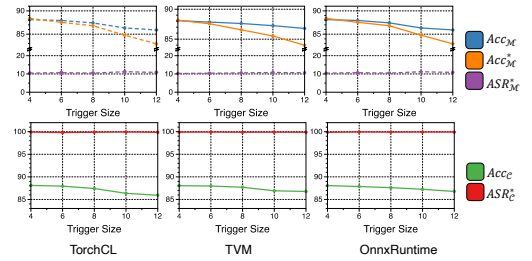 90 90 90
85 85 85
20 20 20
10 10 10
0 0 0
4 6 8 10 12 4 6 8 10 12 4 6 8 10 12
Trigger Size Trigger Size Trigger Size
Acc_M
Acc*_M
ASR*_M
100 100 100
95 95 95
90 90 90
85 85 85
4 6 8 10 12 4 6 8 10 12 4 6 8 10 12
Trigger Size Trigger Size Trigger Size
Acc_C
ASR*_C
TorchCL TVM OnnxRuntime